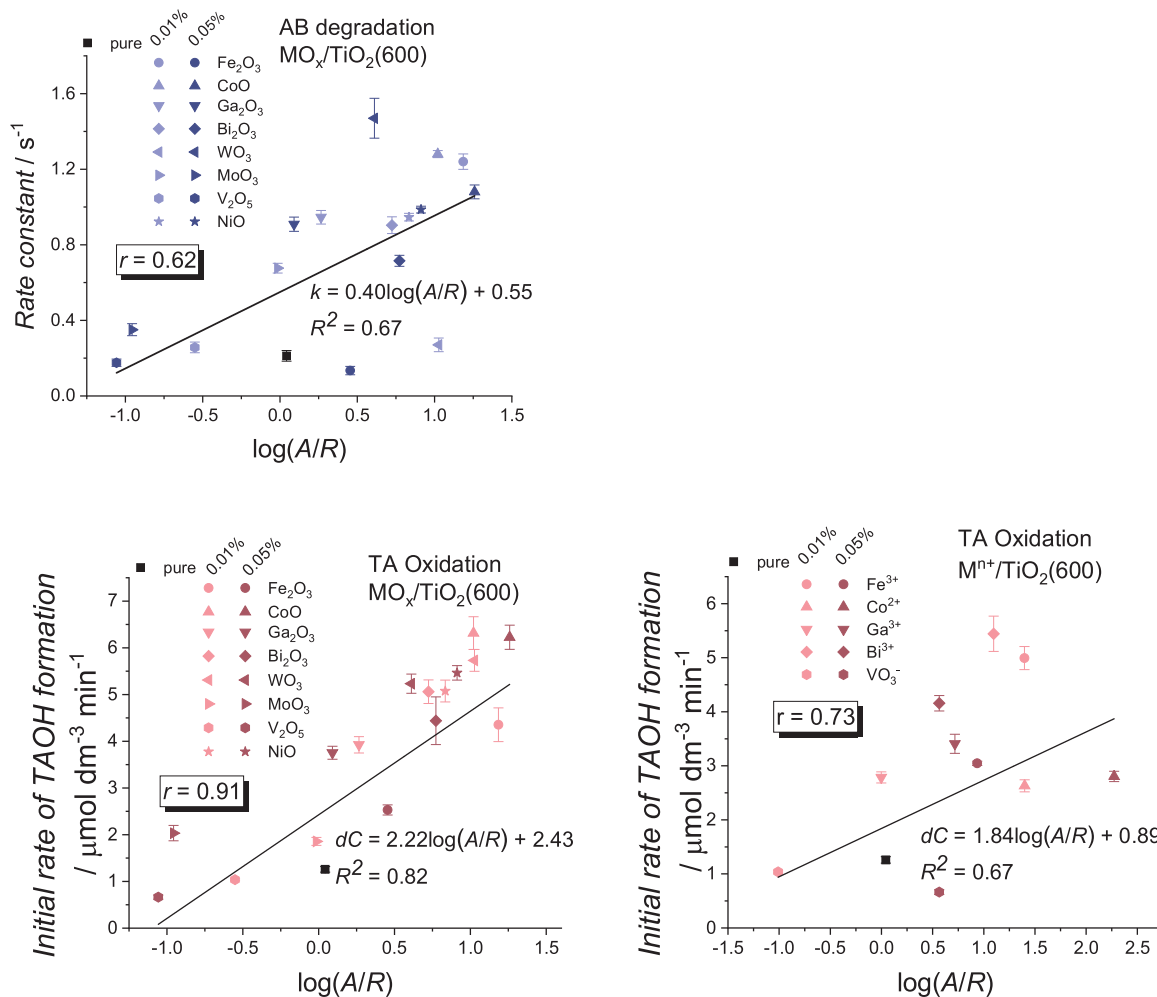 AB degradation
MOₓ/TiO₂(600)
pure 0.01% 0.05%
Fe₂O₃
CoO
Ga₂O₃
Bi₂O₃
WO₃
MoO₃
V₂O₅
NiO
r = 0.62
k = 0.40log(A/R) + 0.55
R² = 0.67
Rate constant / s⁻¹
1.6
1.2
0.8
0.4
0.0
-1.0 -0.5 0.0 0.5 1.0 1.5
log(A/R)
TA Oxidation
MOₓ/TiO₂(600)
pure 0.01% 0.05%
Fe₂O₃
CoO
Ga₂O₃
Bi₂O₃
WO₃
MoO₃
V₂O₅
NiO
r = 0.91
dC = 2.22log(A/R) + 2.43
R² = 0.82
Initial rate of TAOH formation
/ μmol dm⁻³ min⁻¹
7
6
5
4
3
2
1
0
-1.0 -0.5 0.0 0.5 1.0 1.5
log(A/R)
TA Oxidation
Mⁿ⁺/TiO₂(600)
pure 0.01% 0.05%
Fe³⁺
Co²⁺
Ga³⁺
Bi³⁺
VO₃⁻
r = 0.73
dC = 1.84log(A/R) + 0.89
R² = 0.67
Initial rate of TAOH formation
/ μmol dm⁻³ min⁻¹
6
5
4
3
2
1
0
-1.5 -1.0 -0.5 0.0 0.5 1.0 1.5 2.0 2.5
log(A/R)